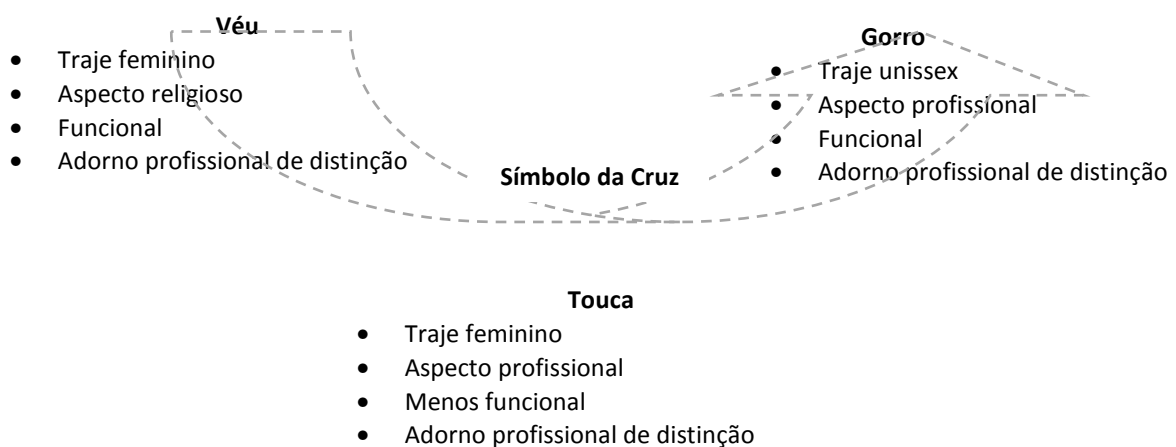 Véu
• Traje feminino
• Aspecto religioso
• Funcional
• Adorno profissional de distinção
Gorro
• Traje unissex
• Aspecto profissional
• Funcional
• Adorno profissional de distinção
Símbolo da Cruz
Touca
• Traje feminino
• Aspecto profissional
• Menos funcional
• Adorno profissional de distinção